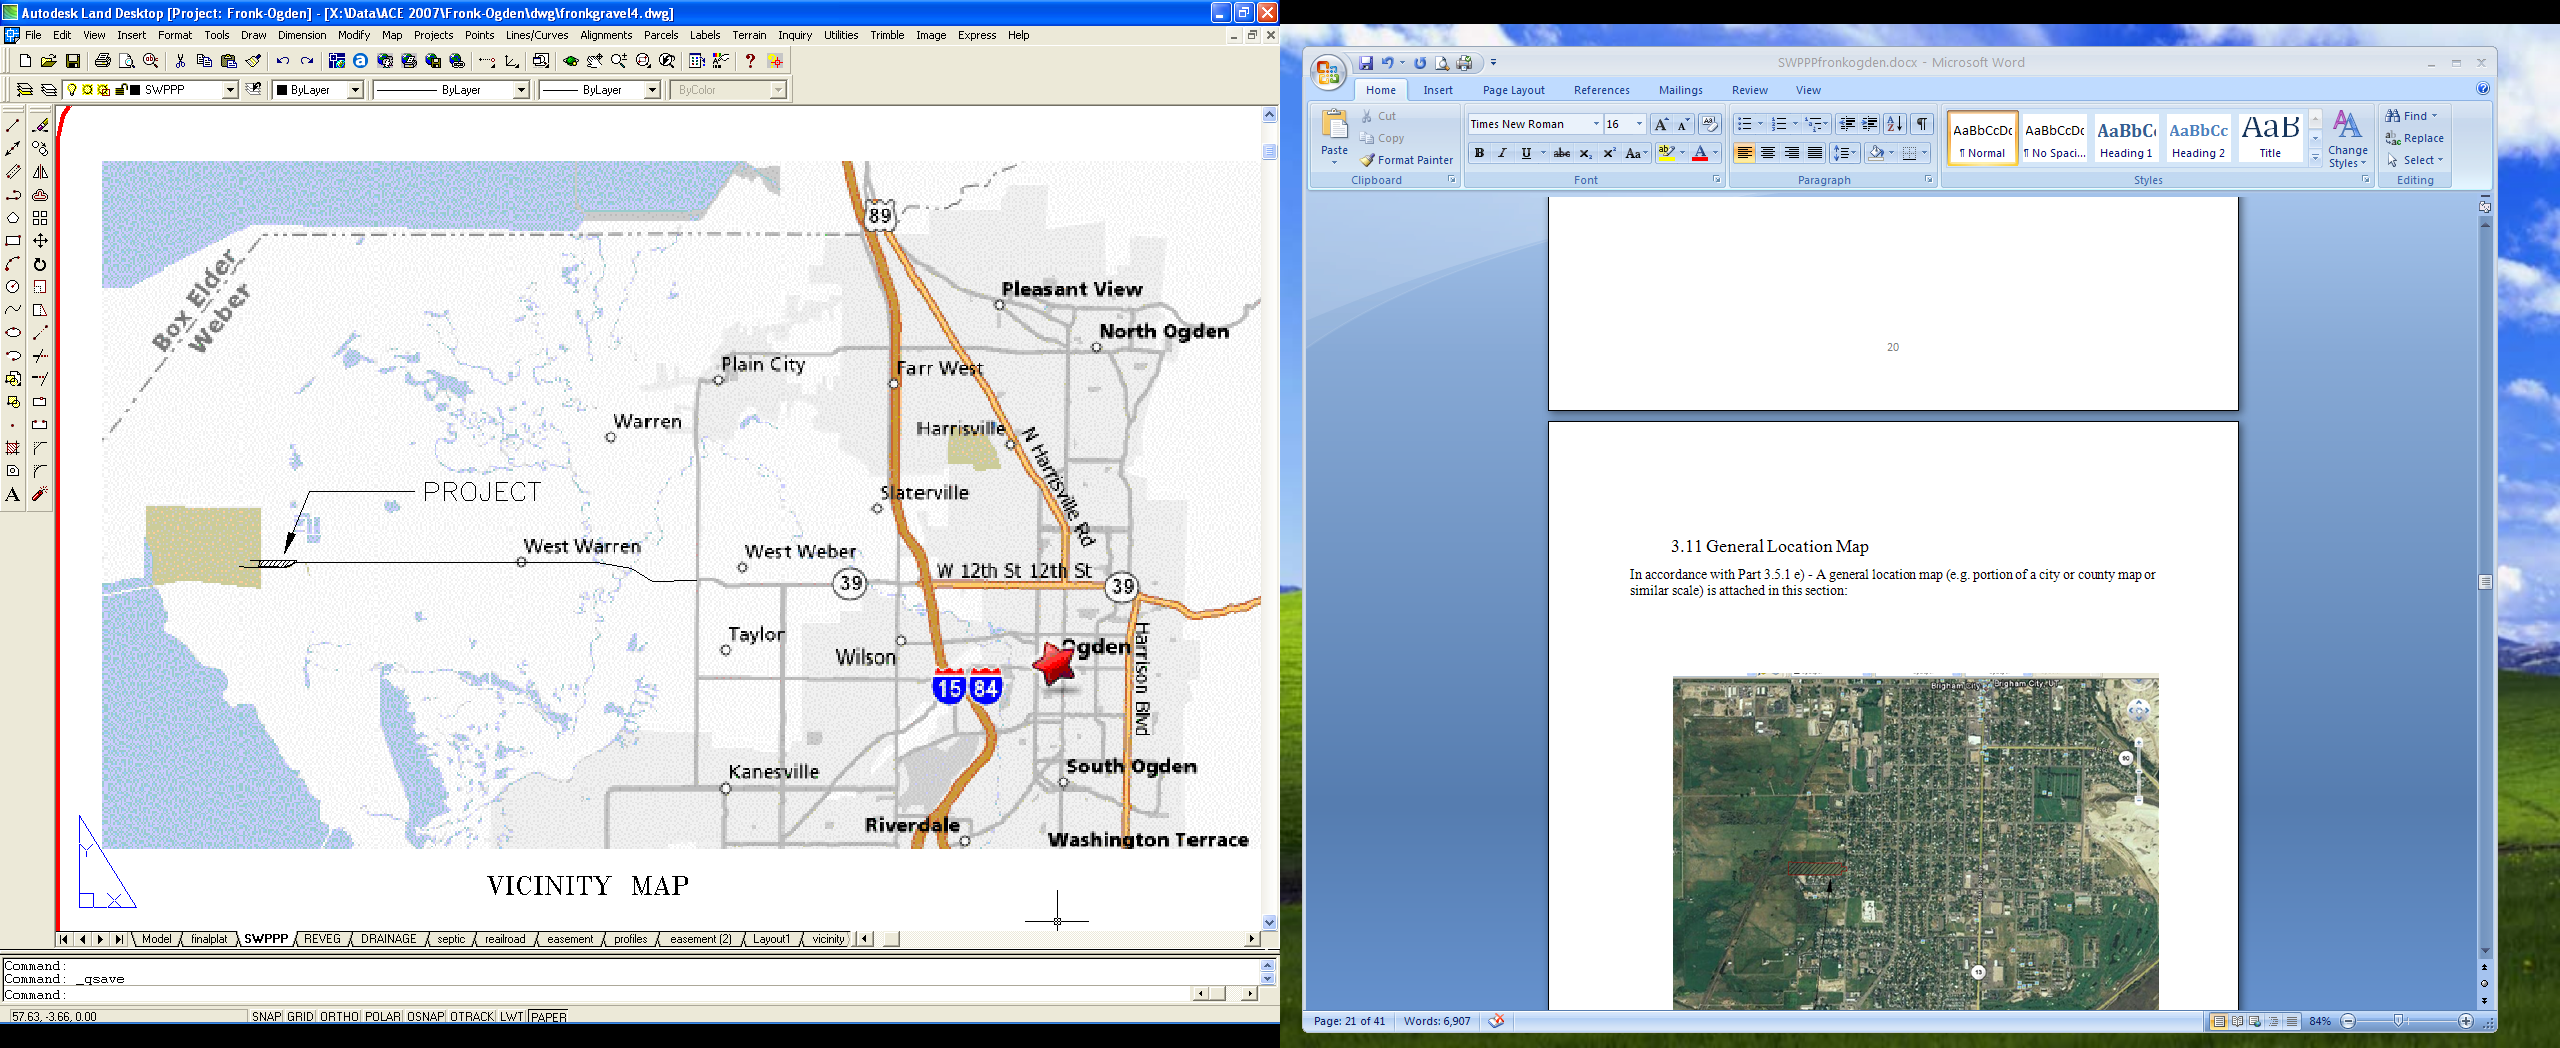 Autodesk Land Desktop [Project: Fronk-Ogden] - [X:\Data\ACE 2007\Fronk-Ogden\dwg\fronkgravel4.dwg]
File Edit View Insert Format Tools Draw Dimension Modify Map Projects Points Lines/Curves Alignments Parcels Labels Terrain Inquiry Utilities Trimble Image Express Help
SWPPP ByLayer ByLayer ByLayer ByColor
89
Box Elder
Weber
Pleasant View
North Ogden
Plain City
Farr West
Warren
Harrisville
N Harrisville Rd
PROJECT
Slaterville
West Warren
West Weber
W 12th St 12th St
39
39
Taylor
Wilson
Ogden
Harrison Blvd
15 84
Kanesville
South Ogden
Riverdale
Washington Terrace
VICINITY MAP
Y
X
Model finalplat SWPPP REVEG DRAINAGE septic reailroad easement profiles easement (2) Layout1 vicinity
Command:
Command: _qsave
Command:
57.63, -3.66, 0.00 SNAP GRID ORTHO POLAR OSNAP OTRACK LWT PAPER
SWPPPfronkogden.docx - Microsoft Word
Home Insert Page Layout References Mailings Review View
Paste
Cut
Copy
Format Painter
Clipboard
Times New Roman 16
Font
Paragraph
AaBbCcDc AaBbCcDc AaBbC AaBbCc AaB
¶ Normal ¶ No Spaci... Heading 1 Heading 2 Title
Change Styles
Styles
Find
Replace
Select
Editing
20
3.11 General Location Map
In accordance with Part 3.5.1 e) - A general location map (e.g. portion of a city or county map or
similar scale) is attached in this section:
Brigham City Brigham City, UT
90
13
Page: 21 of 41 Words: 6,907 84%